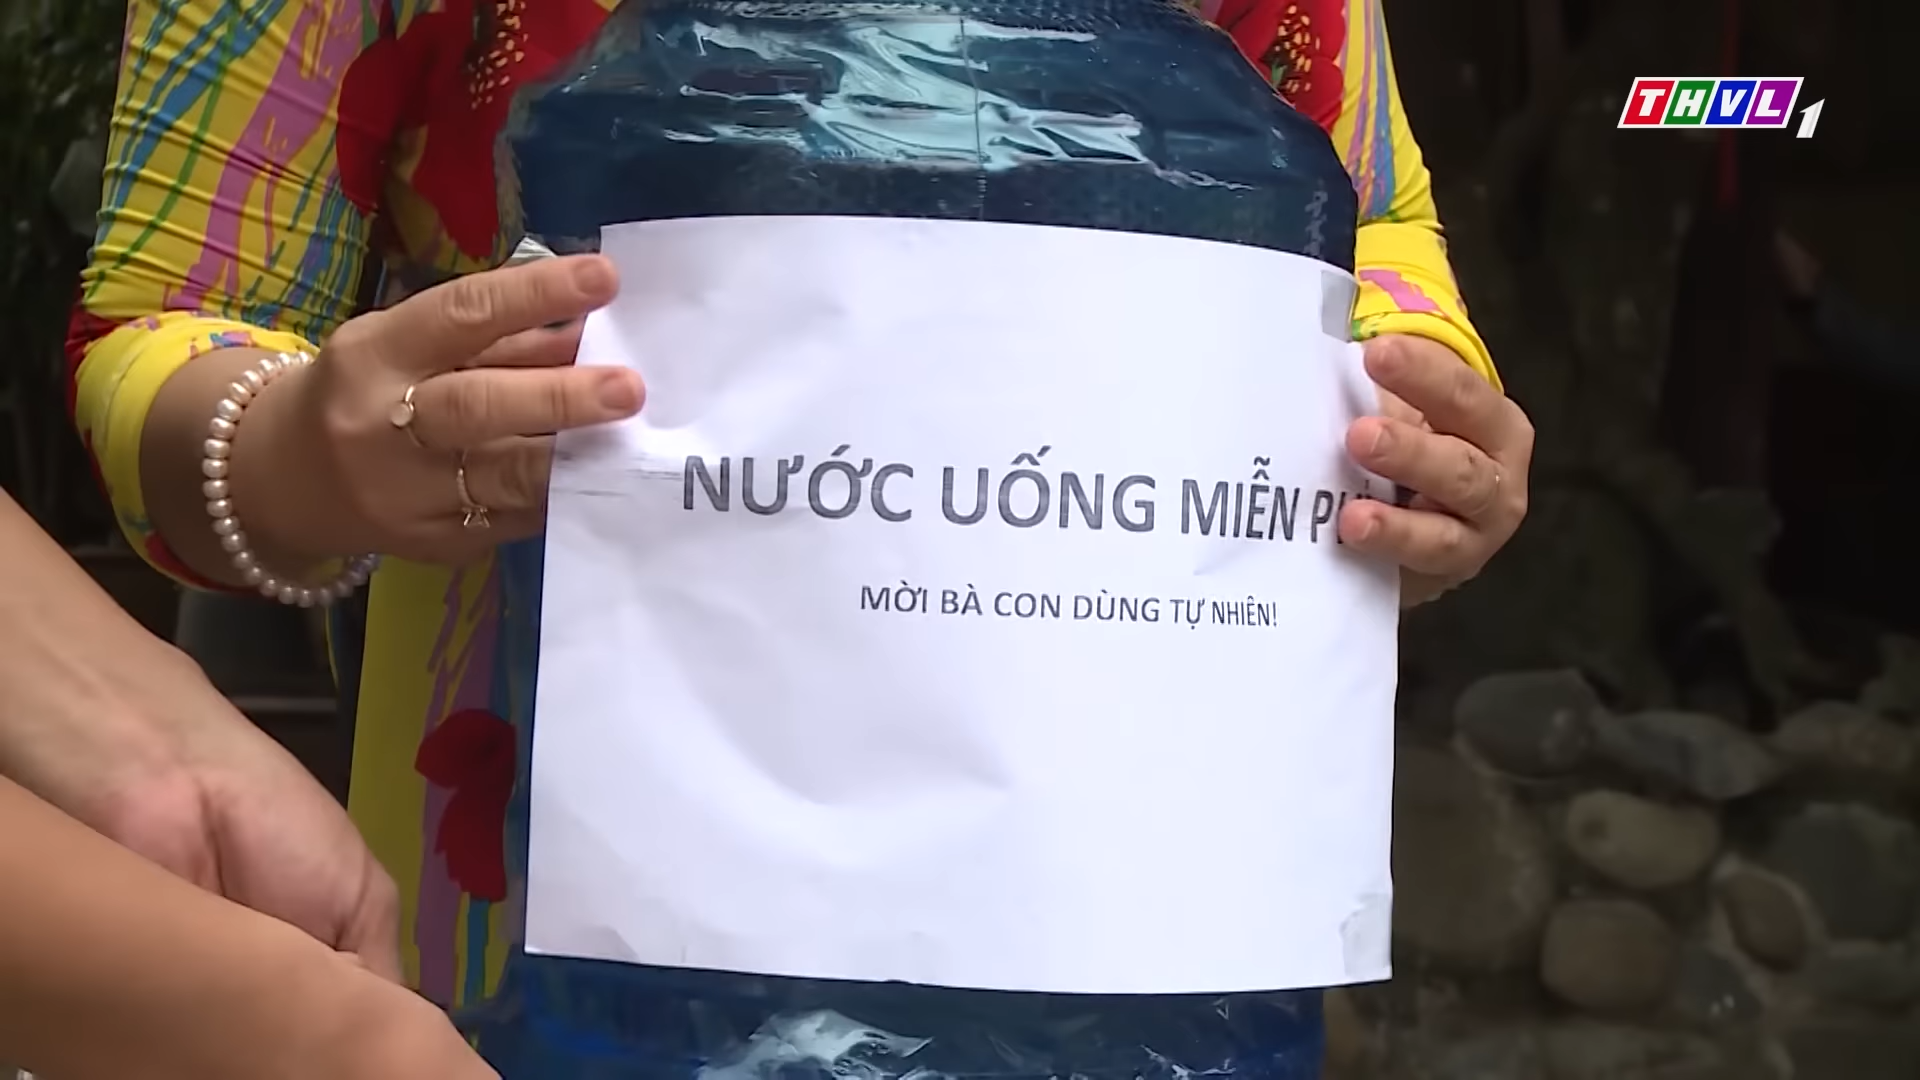 THVL1
NƯỚC UỐNG MIỄN
MỜI BÀ CON DÙNG TỰ NHIÊN!